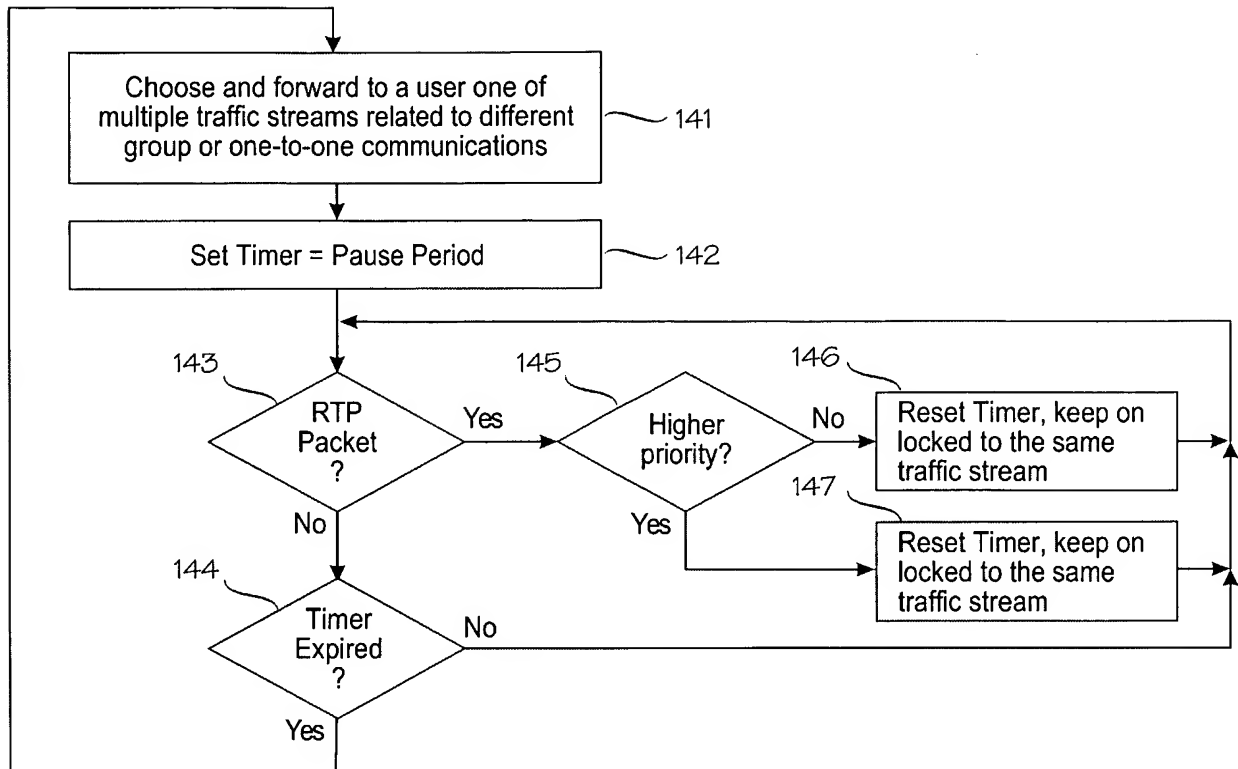 Choose and forward to a user one of
multiple traffic streams related to different
group or one-to-one communications
141
Set Timer = Pause Period
142
143
RTP
Packet
?
Yes
No
145
Higher
priority?
No
Yes
146
Reset Timer, keep on
locked to the same
traffic stream
147
Reset Timer, keep on
locked to the same
traffic stream
144
Timer
Expired
?
No
Yes